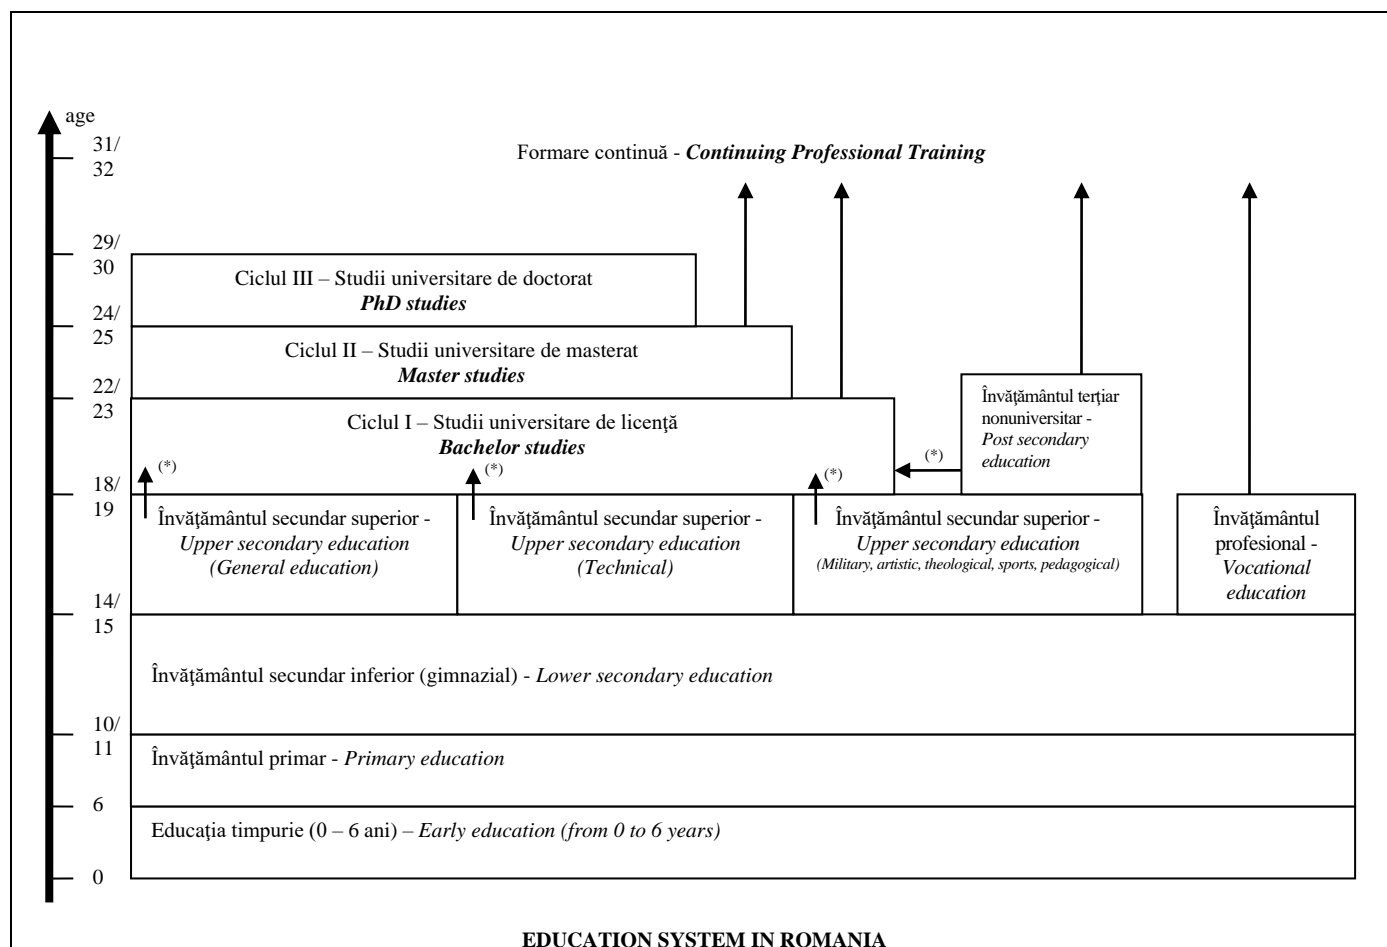 age
31/
32
Formare continuă - Continuing Professional Training
29/
30
Ciclul III – Studii universitare de doctorat
PhD studies
24/
25
Ciclul II – Studii universitare de masterat
Master studies
22/
23
Ciclul I – Studii universitare de licenţă
Bachelor studies
Învăţământul terţiar
nonuniversitar -
Post secondary
education
(*)
(*)
(*)
(*)
18/
19
Învăţământul secundar superior -
Upper secondary education
(General education)
Învăţământul secundar superior -
Upper secondary education
(Technical)
Învăţământul secundar superior -
Upper secondary education
(Military, artistic, theological, sports, pedagogical)
Învăţământul
profesional -
Vocational
education
14/
15
Învăţământul secundar inferior (gimnazial) - Lower secondary education
10/
11
Învăţământul primar - Primary education
6
Educaţia timpurie (0 – 6 ani) – Early education (from 0 to 6 years)
0
EDUCATION SYSTEM IN ROMANIA